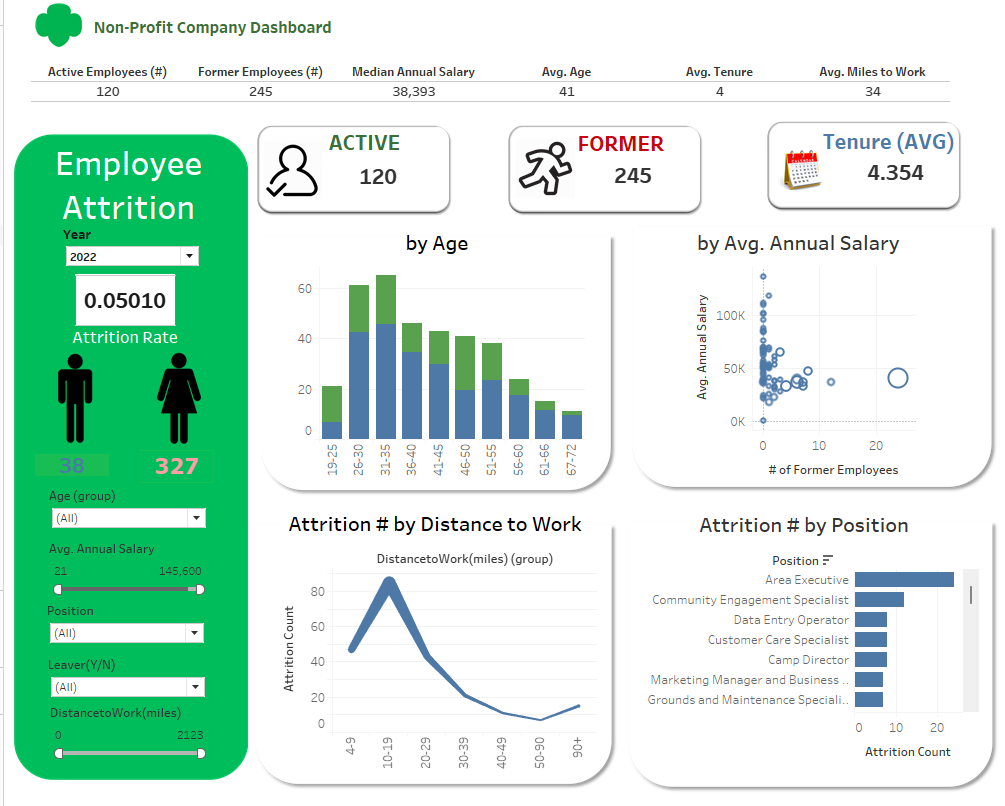 Non-Profit Company Dashboard
Active Employees (#) Former Employees (#) Median Annual Salary Avg. Age Avg. Tenure Avg. Miles to Work
120 245 38,393 41 4 34
Employee
Attrition
Year
2022
0.05010
Attrition Rate
38 327
Age (group)
(All)
Avg. Annual Salary
21 145,600
Position
(All)
Leaver(Y/N)
(All)
DistancetoWork(miles)
0 2123
ACTIVE
120
FORMER
245
Tenure (AVG)
4.354
by Age
60
40
20
0
19-25 26-30 31-35 36-40 41-45 46-50 51-55 56-60 61-66 67-72
by Avg. Annual Salary
Avg. Annual Salary
100K
50K
0K
0 10 20
# of Former Employees
Attrition # by Distance to Work
DistancetoWork(miles) (group)
Attrition Count
80
60
40
20
0
4-9 10-19 20-29 30-39 40-49 50-90 90+
Attrition # by Position
Position
Area Executive
Community Engagement Specialist
Data Entry Operator
Customer Care Specialist
Camp Director
Marketing Manager and Business ..
Grounds and Maintenance Speciali..
0 10 20
Attrition Count